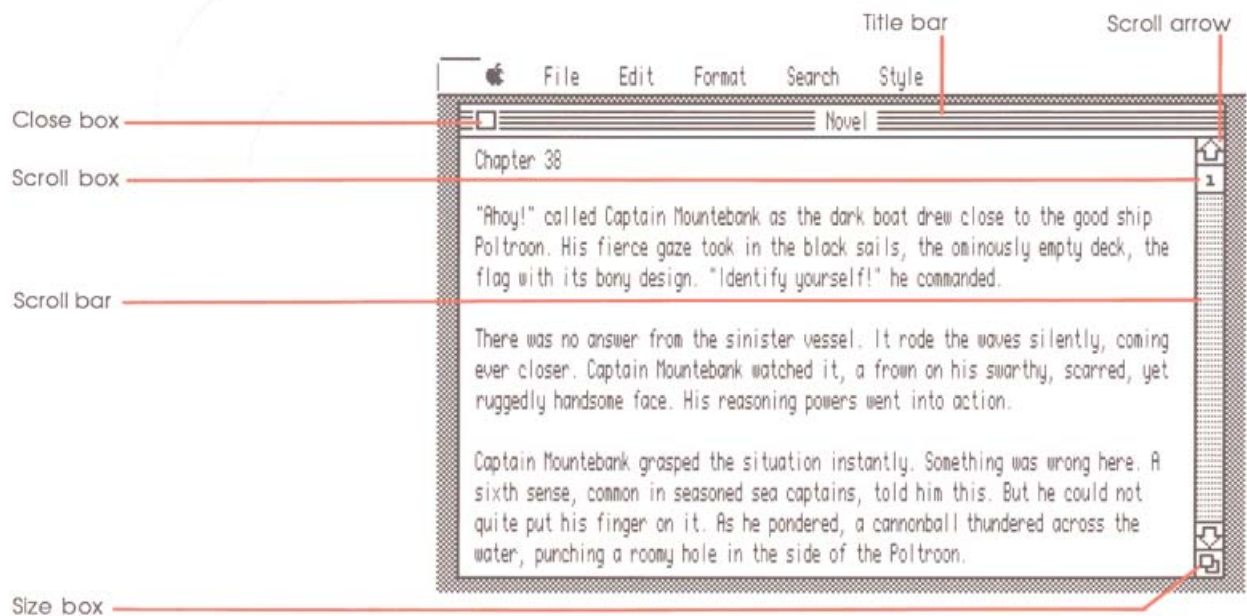 Title bar
Scroll arrow
File Edit Format Search Style
Close box
Novel
Chapter 38
Scroll box
1
"Ahoy!" called Captain Mountebank as the dark boat drew close to the good ship
Poltroon. His fierce gaze took in the black sails, the ominously empty deck, the
flag with its bony design. "Identify yourself!" he commanded.
Scroll bar
There was no answer from the sinister vessel. It rode the waves silently, coming
ever closer. Captain Mountebank watched it, a frown on his swarthy, scarred, yet
ruggedly handsome face. His reasoning powers went into action.
Captain Mountebank grasped the situation instantly. Something was wrong here. A
sixth sense, common in seasoned sea captains, told him this. But he could not
quite put his finger on it. As he pondered, a cannonball thundered across the
water, punching a roomy hole in the side of the Poltroon.
Size box